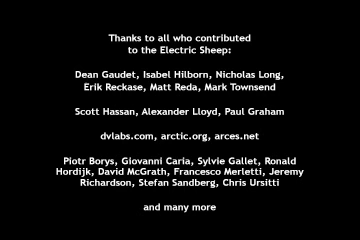 Thanks to all who contributed
to the Electric Sheep:
Dean Gaudet, Isabel Hilborn, Nicholas Long,
Erik Reckase, Matt Reda, Mark Townsend
Scott Hassan, Alexander Lloyd, Paul Graham
dvlabs.com, arctic.org, arces.net
Piotr Borys, Giovanni Caria, Sylvie Gallet, Ronald
Hordijk, David McGrath, Francesco Merletti, Jeremy
Richardson, Stefan Sandberg, Chris Ursitti
and many more